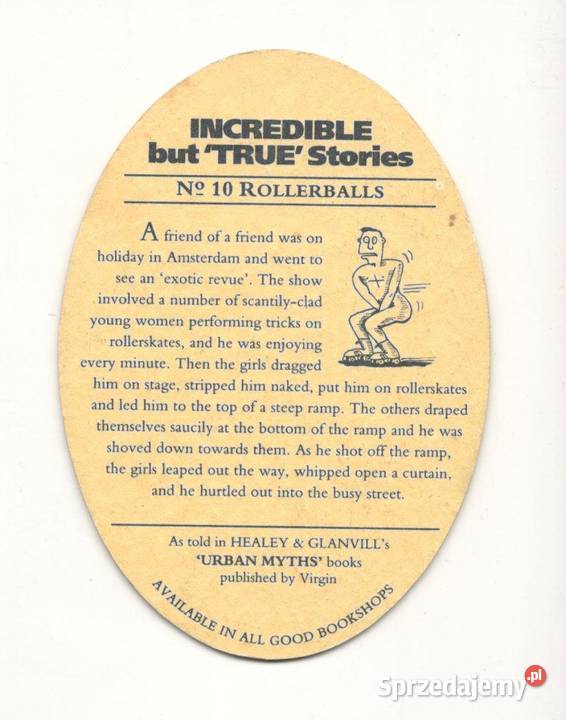 INCREDIBLE
but 'TRUE' Stories
Nº 10 ROLLERBALLS
A friend of a friend was on
holiday in Amsterdam and went to
see an 'exotic revue'. The show
involved a number of scantily-clad
young women performing tricks on
rollerskates, and he was enjoying
every minute. Then the girls dragged
him on stage, stripped him naked, put him on rollerskates
and led him to the top of a steep ramp. The others draped
themselves saucily at the bottom of the ramp and he was
shoved down towards them. As he shot off the ramp,
the girls leaped out the way, whipped open a curtain,
and he hurtled out into the busy street.
As told in HEALEY & GLANVILL's
'URBAN MYTHS' books
published by Virgin
AVAILABLE IN ALL GOOD BOOKSHOPS
Sprzedajemy.pl